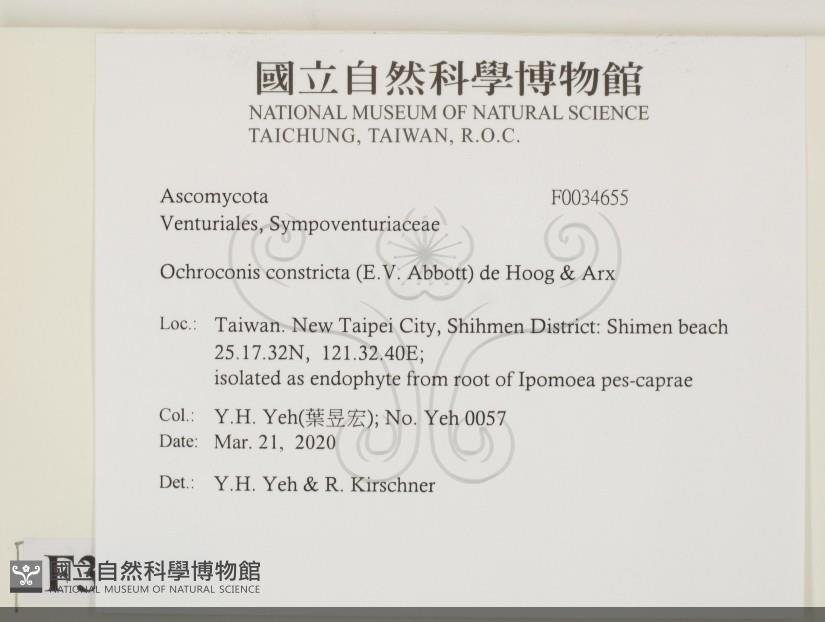 國立自然科學博物館
NATIONAL MUSEUM OF NATURAL SCIENCE
TAICHUNG, TAIWAN, R.O.C.
Ascomycota F0034655
Venturiales, Sympoventuriaceae
Ochroconis constricta (E.V. Abbott) de Hoog & Arx
Loc.: Taiwan. New Taipei City, Shihmen District: Shimen beach
25.17.32N, 121.32.40E;
isolated as endophyte from root of Ipomoea pes-caprae
Col.: Y.H. Yeh(葉昱宏); No. Yeh 0057
Date: Mar. 21, 2020
Det.: Y.H. Yeh & R. Kirschner
國立自然科學博物館
NATIONAL MUSEUM OF NATURAL SCIENCE